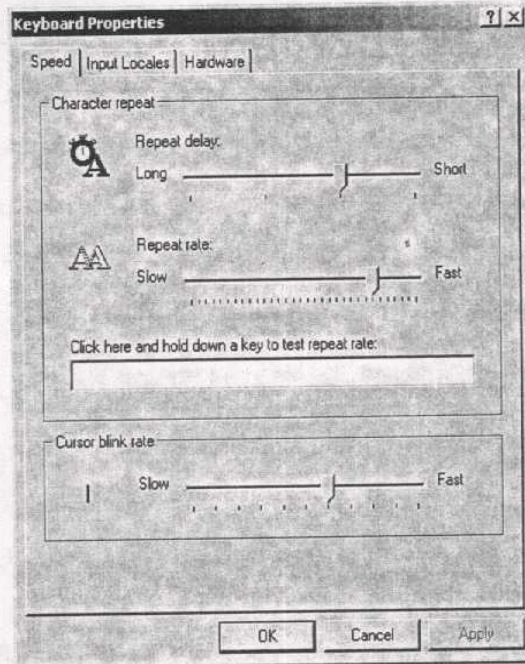 Keyboard Properties
Speed Input Locales Hardware
Character repeat
Repeat delay:
Long Short
Repeat rate:
Slow Fast
Click here and hold down a key to test repeat rate:
Cursor blink rate
Slow Fast
OK Cancel Apply